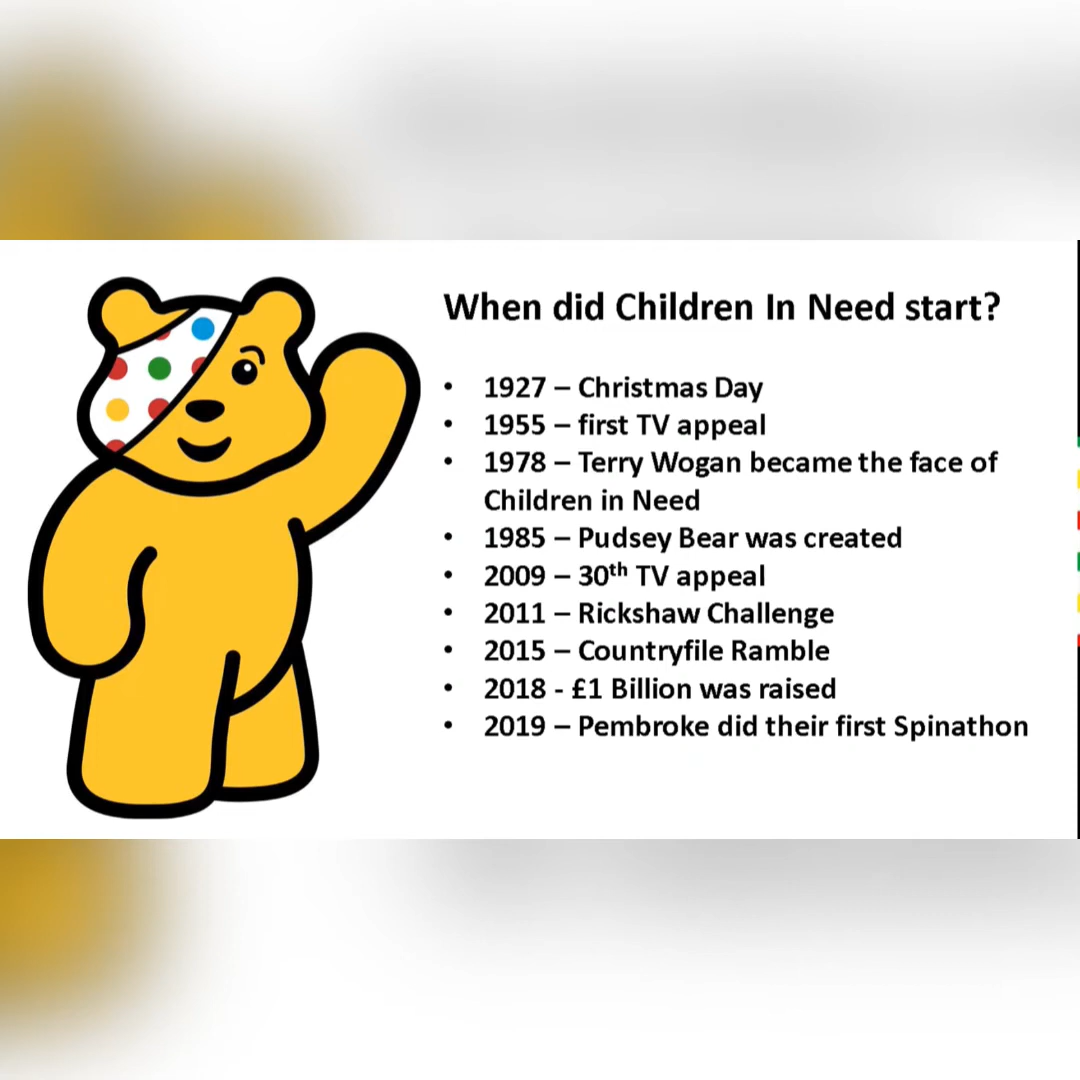 When did Children In Need start?
• 1927 – Christmas Day
• 1955 – first TV appeal
• 1978 – Terry Wogan became the face of
Children in Need
• 1985 – Pudsey Bear was created
• 2009 – 30th TV appeal
• 2011 – Rickshaw Challenge
• 2015 – Countryfile Ramble
• 2018 - £1 Billion was raised
• 2019 – Pembroke did their first Spinathon